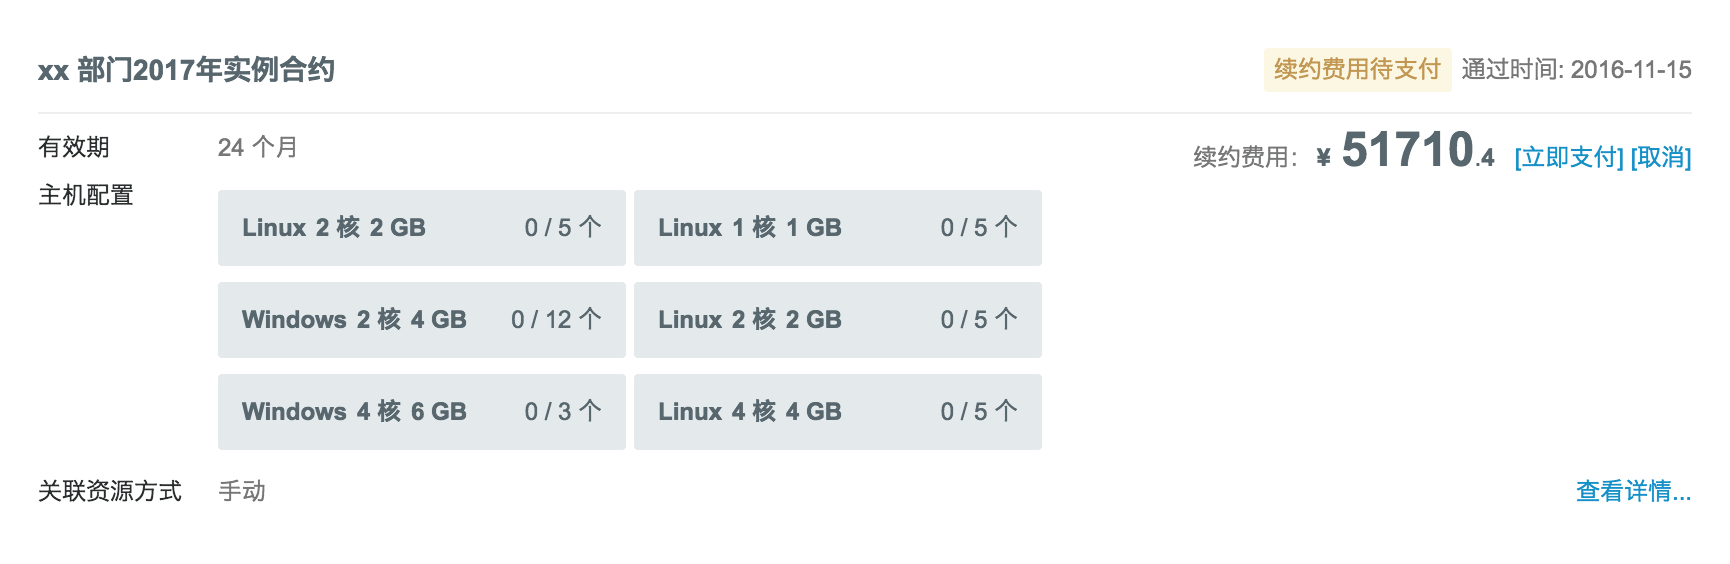 xx 部门2017年实例合约
续约费用待支付 通过时间: 2016-11-15
有效期 24 个月
续约费用： ¥ 51710.4 [立即支付] [取消]
主机配置
Linux 2 核 2 GB 0 / 5 个
Linux 1 核 1 GB 0 / 5 个
Windows 2 核 4 GB 0 / 12 个
Linux 2 核 2 GB 0 / 5 个
Windows 4 核 6 GB 0 / 3 个
Linux 4 核 4 GB 0 / 5 个
关联资源方式 手动
查看详情...